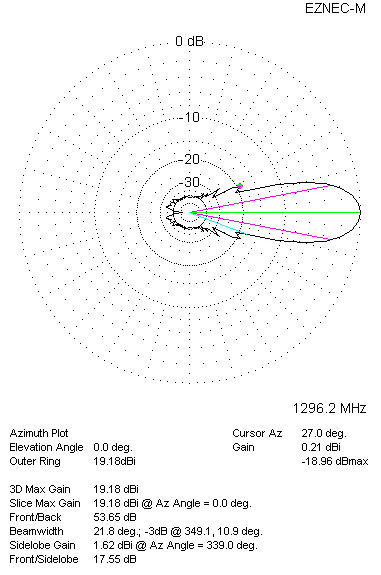 EZNEC-M
0 dB
-10
-20
-30
1296.2 MHz
Azimuth Plot Cursor Az 27.0 deg.
Elevation Angle 0.0 deg. Gain 0.21 dBi
Outer Ring 19.18dBi -18.96 dBmax
3D Max Gain 19.18 dBi
Slice Max Gain 19.18 dBi @ Az Angle = 0.0 deg.
Front/Back 53.65 dB
Beamwidth 21.8 deg.; -3dB @ 349.1, 10.9 deg.
Sidelobe Gain 1.62 dBi @ Az Angle = 339.0 deg.
Front/Sidelobe 17.55 dB